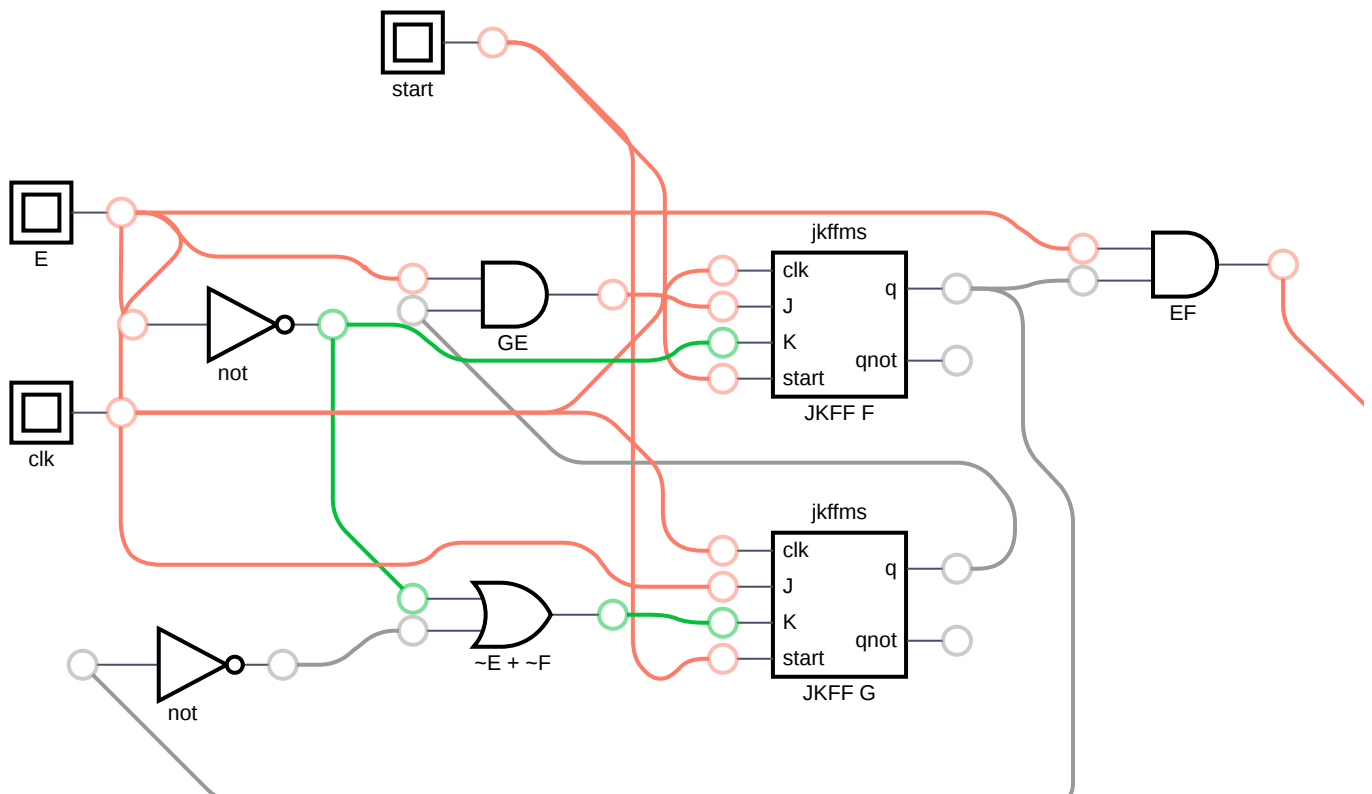 start
E
jkffms
clk
J
K
start
q
qnot
JKFF F
EF
GE
not
clk
jkffms
clk
J
K
start
q
qnot
JKFF G
~E + ~F
not